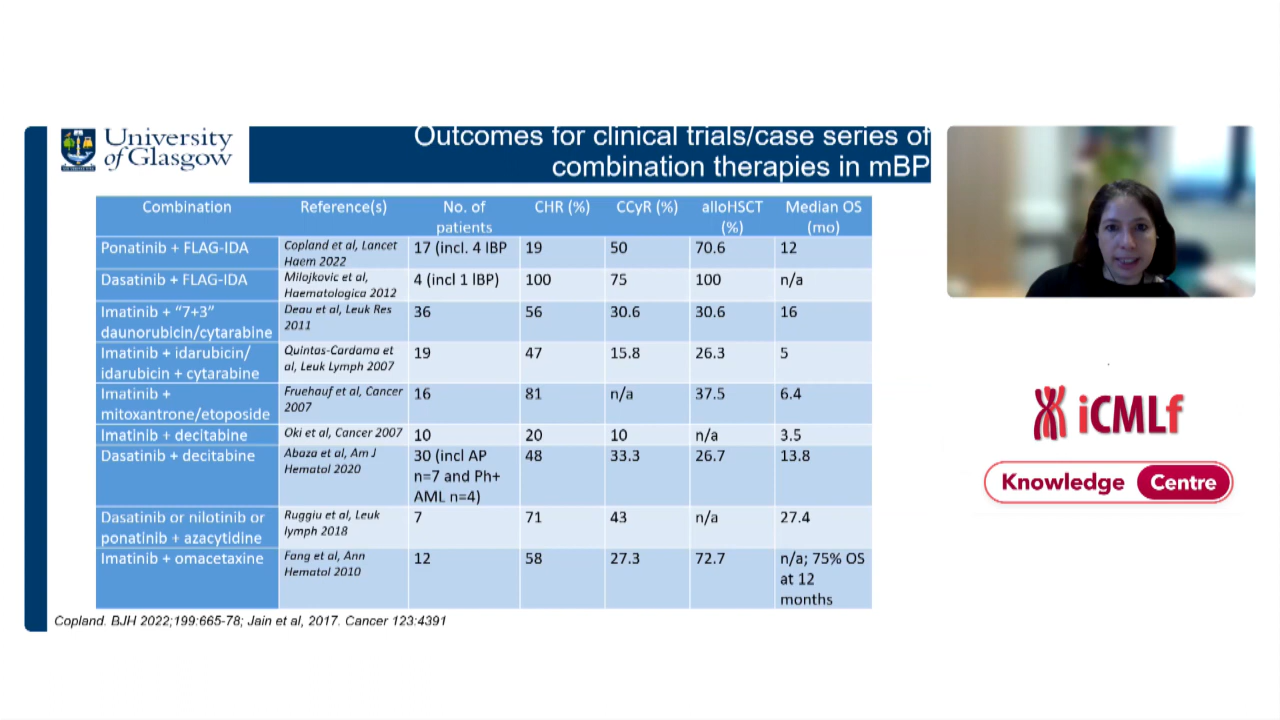 University
of Glasgow
Outcomes for clinical trials/case series of
combination therapies in mBP
Combination
Reference(s)
No. of
patients
CHR (%)
CCyR (%)
alloHSCT
(%)
Median OS
(mo)
Ponatinib + FLAG-IDA
Copland et al, Lancet
Haem 2022
17 (incl. 4 lBP
19
50
70.6
12
Dasatinib + FLAG-IDA
Milojkovic et al,
Haematologica 2012
4 (incl 1 lBP)
100
75
100
n/a
Imatinib + “7+3”
daunorubicin/cytarabine
Deau et al, Leuk Res
2011
36
56
30.6
30.6
16
Imatinib + idarubicin/
idarubicin + cytarabine
Quintas-Cardama et
al, Leuk Lymph 2007
19
47
15.8
26.3
5
Imatinib +
mitoxantrone/etoposide
Fruehauf et al, Cancer
2007
16
81
n/a
37.5
6.4
Imatinib + decitabine
Oki et al, Cancer 2007
10
20
10
n/a
3.5
Dasatinib + decitabine
Abaza et al, Am J
Hematol 2020
30 (incl AP
n=7 and Ph+
AML n=4)
48
33.3
26.7
13.8
Dasatinib or nilotinib or
ponatinib + azacytidine
Ruggiu et al, Leuk
lymph 2018
7
71
43
n/a
27.4
Imatinib + omacetaxine
Fang et al, Ann
Hematol 2010
12
58
27.3
72.7
n/a; 75% OS
at 12
months
Copland. BJH 2022;199:665-78; Jain et al, 2017. Cancer 123:4391
iCMLf
Knowledge Centre